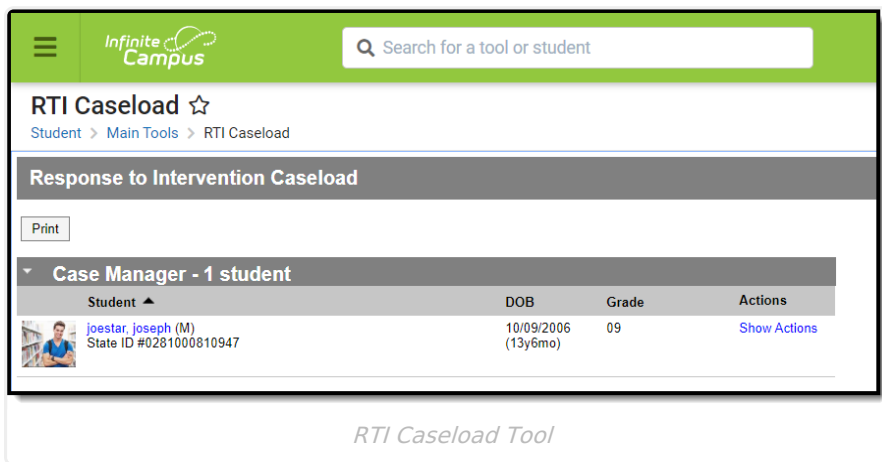 Infinite
Campus
Search for a tool or student
RTI Caseload
Student > Main Tools > RTI Caseload
Response to Intervention Caseload
Print
Case Manager - 1 student
Student DOB Grade Actions
joestar, joseph (M) 10/09/2006 09 Show Actions
State ID #0281000810947 (13y6mo)
RTI Caseload Tool